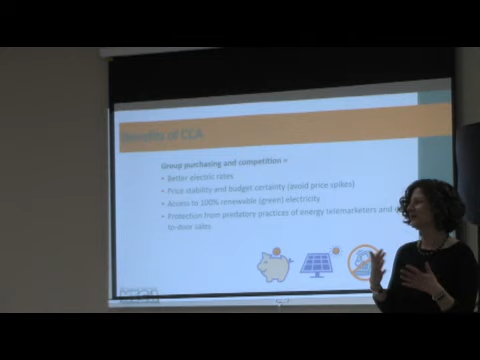 Benefits of CCA
Group purchasing and competition =
• Better electric rates
• Price stability and budget certainty (avoid price spikes)
• Access to 100% renewable (green) electricity
• Protection from predatory practices of energy telemarketers and
to-door sales